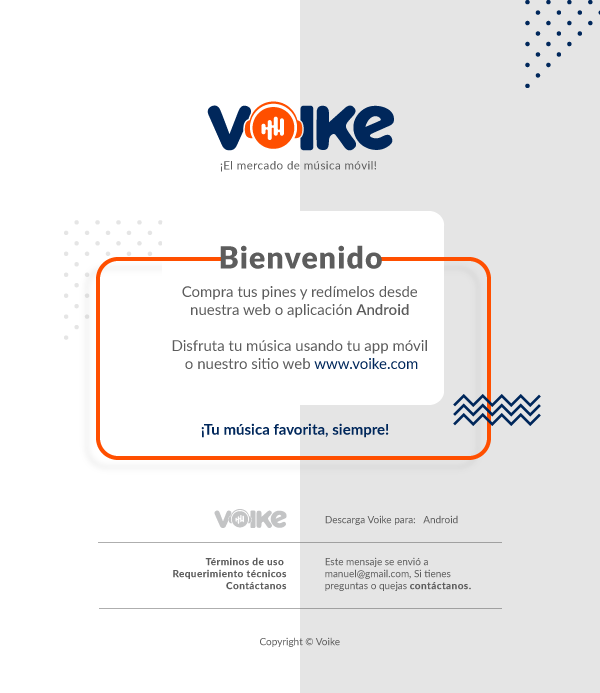 VOIKE
¡El mercado de música móvil!
Bienvenido
Compra tus pines y redímelos desde
nuestra web o aplicación Android
Disfruta tu música usando tu app móvil
o nuestro sitio web www.voike.com
¡Tu música favorita, siempre!
VOIKE
Descarga Voike para: Android
Términos de uso
Requerimiento técnicos
Contáctanos
Este mensaje se envió a
manuel@gmail.com, Si tienes
preguntas o quejas contáctanos.
Copyright © Voike